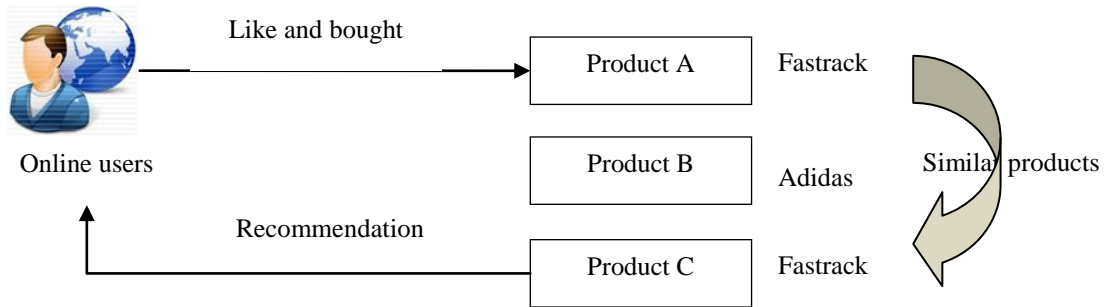 Like and bought
Product A
Fastrack
Online users
Product B
Adidas
Similar products
Recommendation
Product C
Fastrack